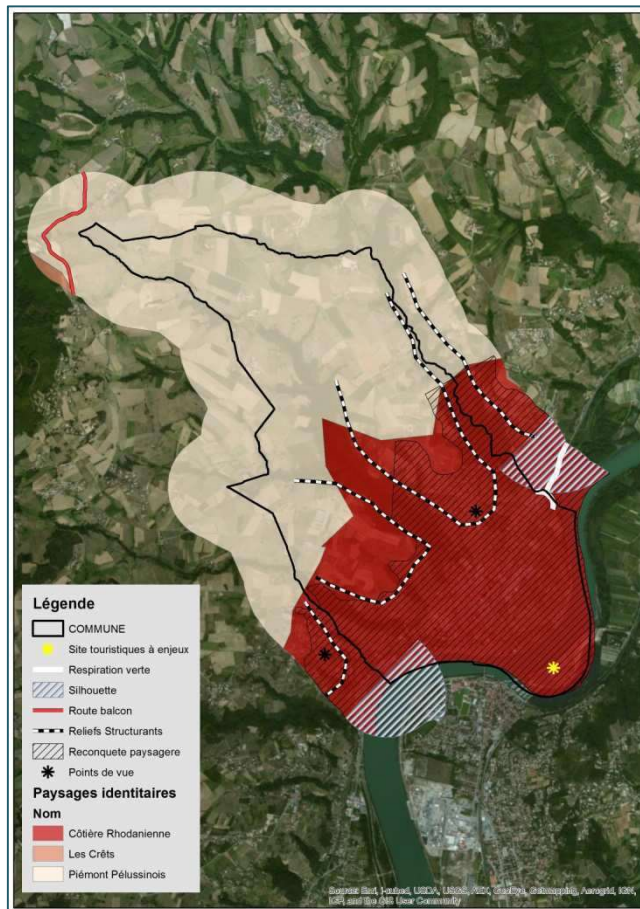 Légende
COMMUNE
Site touristiques à enjeux
Respiration verte
Silhouette
Route balcon
Reliefs Structurants
Reconquete paysagere
Points de vue
Paysages identitaires
Nom
Côtière Rhodanienne
Les Crêts
Piémont Pélussinois
Source: Esri, i-cubed, USDA, USGS, AEX, GeoEye, Getmapping, Aerogrid, IGN,
IGP, and the GIS User Community